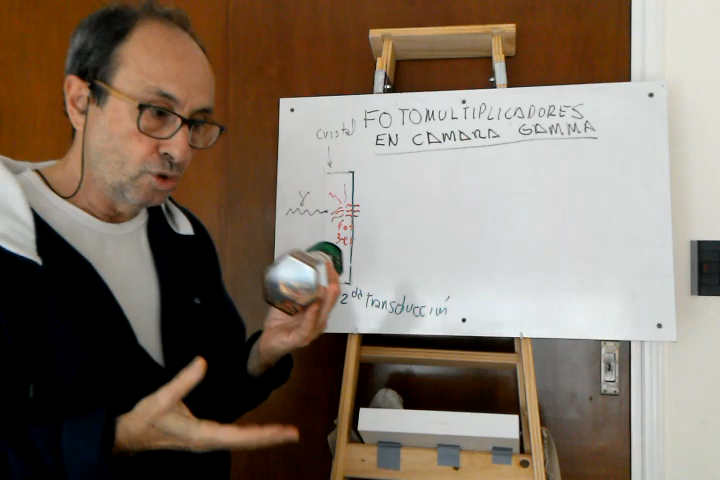 FOTOMULTIPLICADORES
EN CAMARA GAMMA
cristal
γ
2da transducción